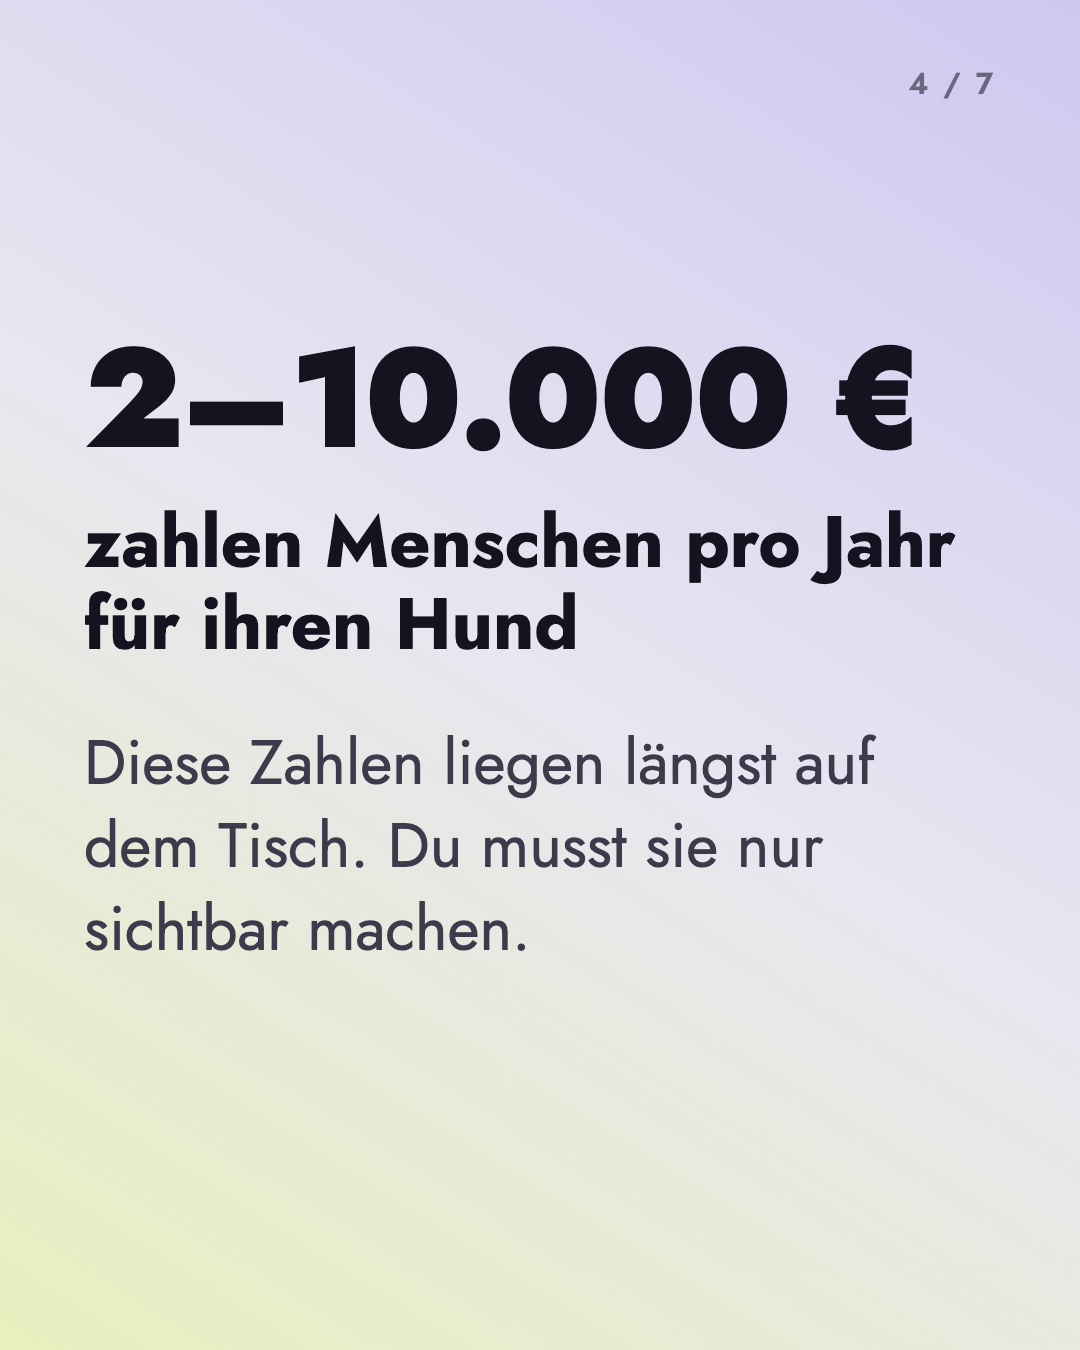 4 / 7
2–10.000 €
zahlen Menschen pro Jahr
für ihren Hund
Diese Zahlen liegen längst auf
dem Tisch. Du musst sie nur
sichtbar machen.